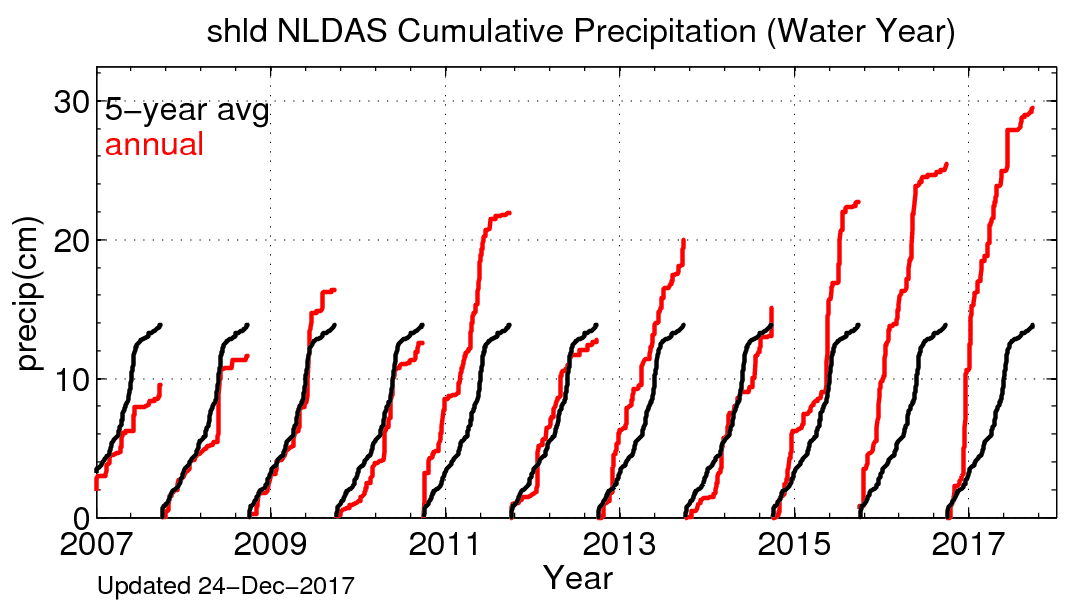 shld NLDAS Cumulative Precipitation (Water Year)
30
5−year avg
annual
20
precip(cm)
10
0
2007 2009 2011 2013 2015 2017
Year
Updated 24−Dec−2017